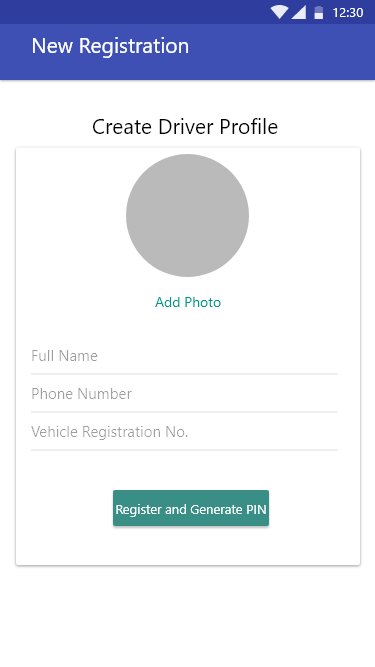 12:30
New Registration
Create Driver Profile
Add Photo
Full Name
Phone Number
Vehicle Registration No.
Register and Generate PIN